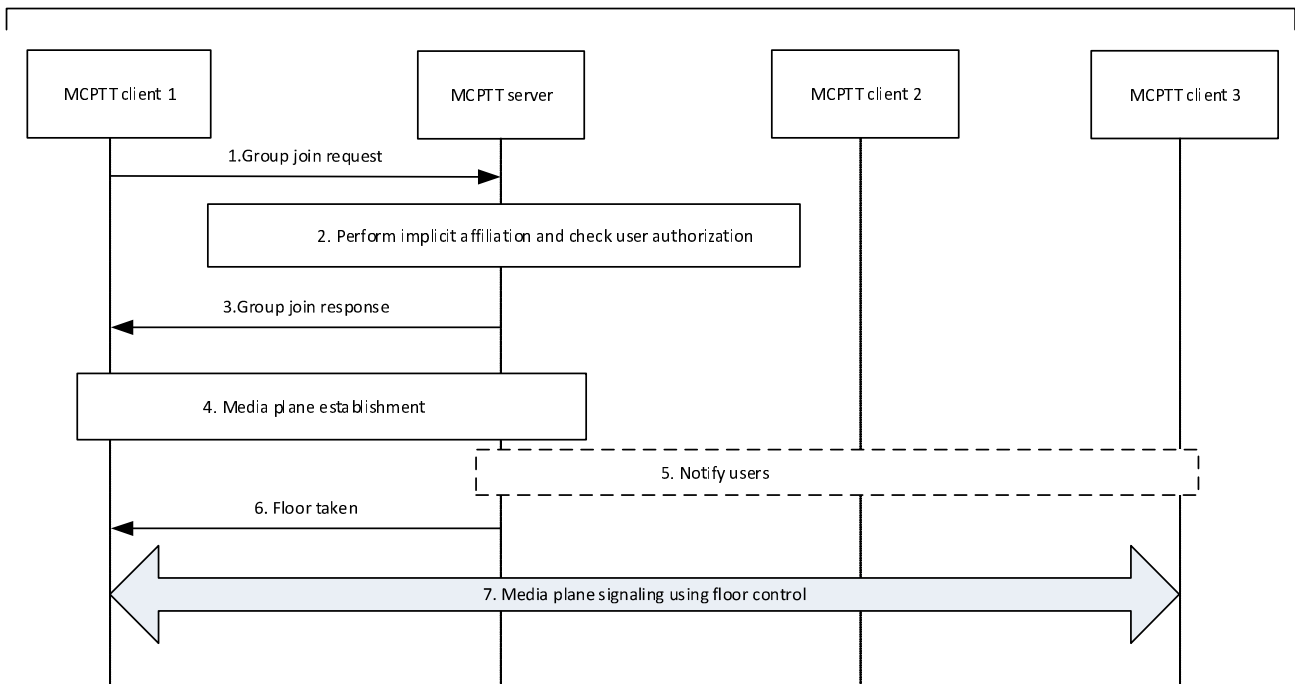 MCPTT client 1
MCPTT server
MCPTT client 2
MCPTT client 3
1.Group join request
2. Perform implicit affiliation and check user authorization
3.Group join response
4. Media plane establishment
5. Notify users
6. Floor taken
7. Media plane signaling using floor control